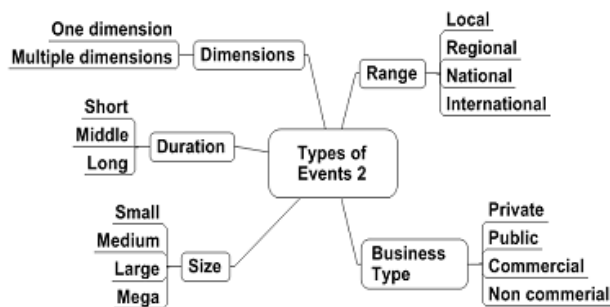 One dimension
Multiple dimensions
Dimensions
Local
Regional
National
International
Range
Short
Middle
Long
Duration
Types of
Events 2
Small
Medium
Large
Mega
Size
Private
Public
Commercial
Non commerial
Business
Type